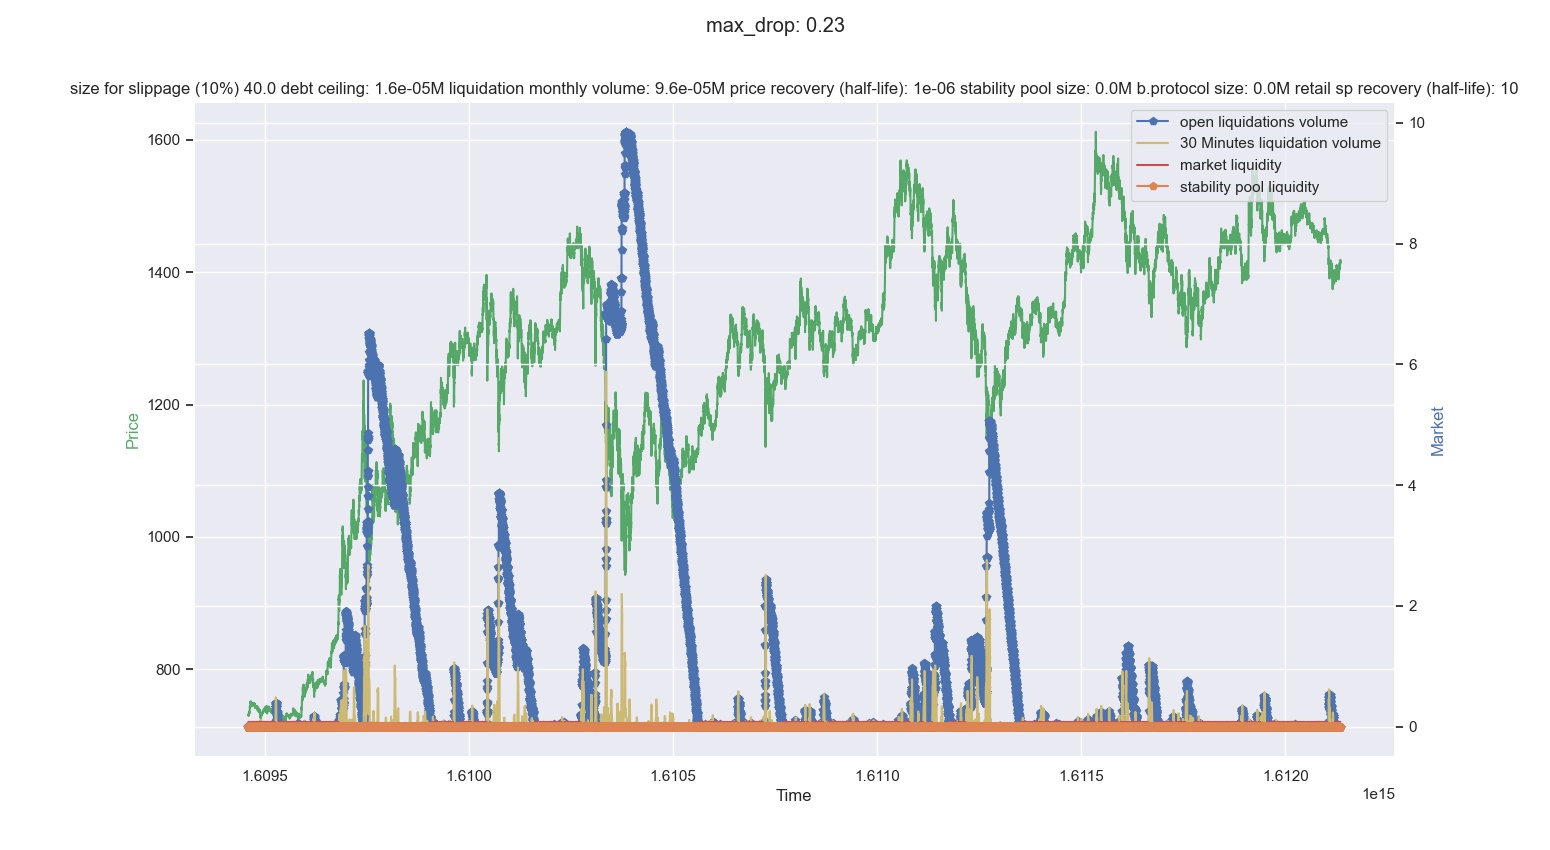 max_drop: 0.23
size for slippage (10%) 40.0 debt ceiling: 1.6e-05M liquidation monthly volume: 9.6e-05M price recovery (half-life): 1e-06 stability pool size: 0.0M b.protocol size: 0.0M retail sp recovery (half-life): 10
open liquidations volume
30 Minutes liquidation volume
market liquidity
stability pool liquidity
1600
1400
1200
1000
800
Price
10
8
6
4
2
0
Market
1.6095
1.6100
1.6105
1.6110
1.6115
1.6120
1e15
Time